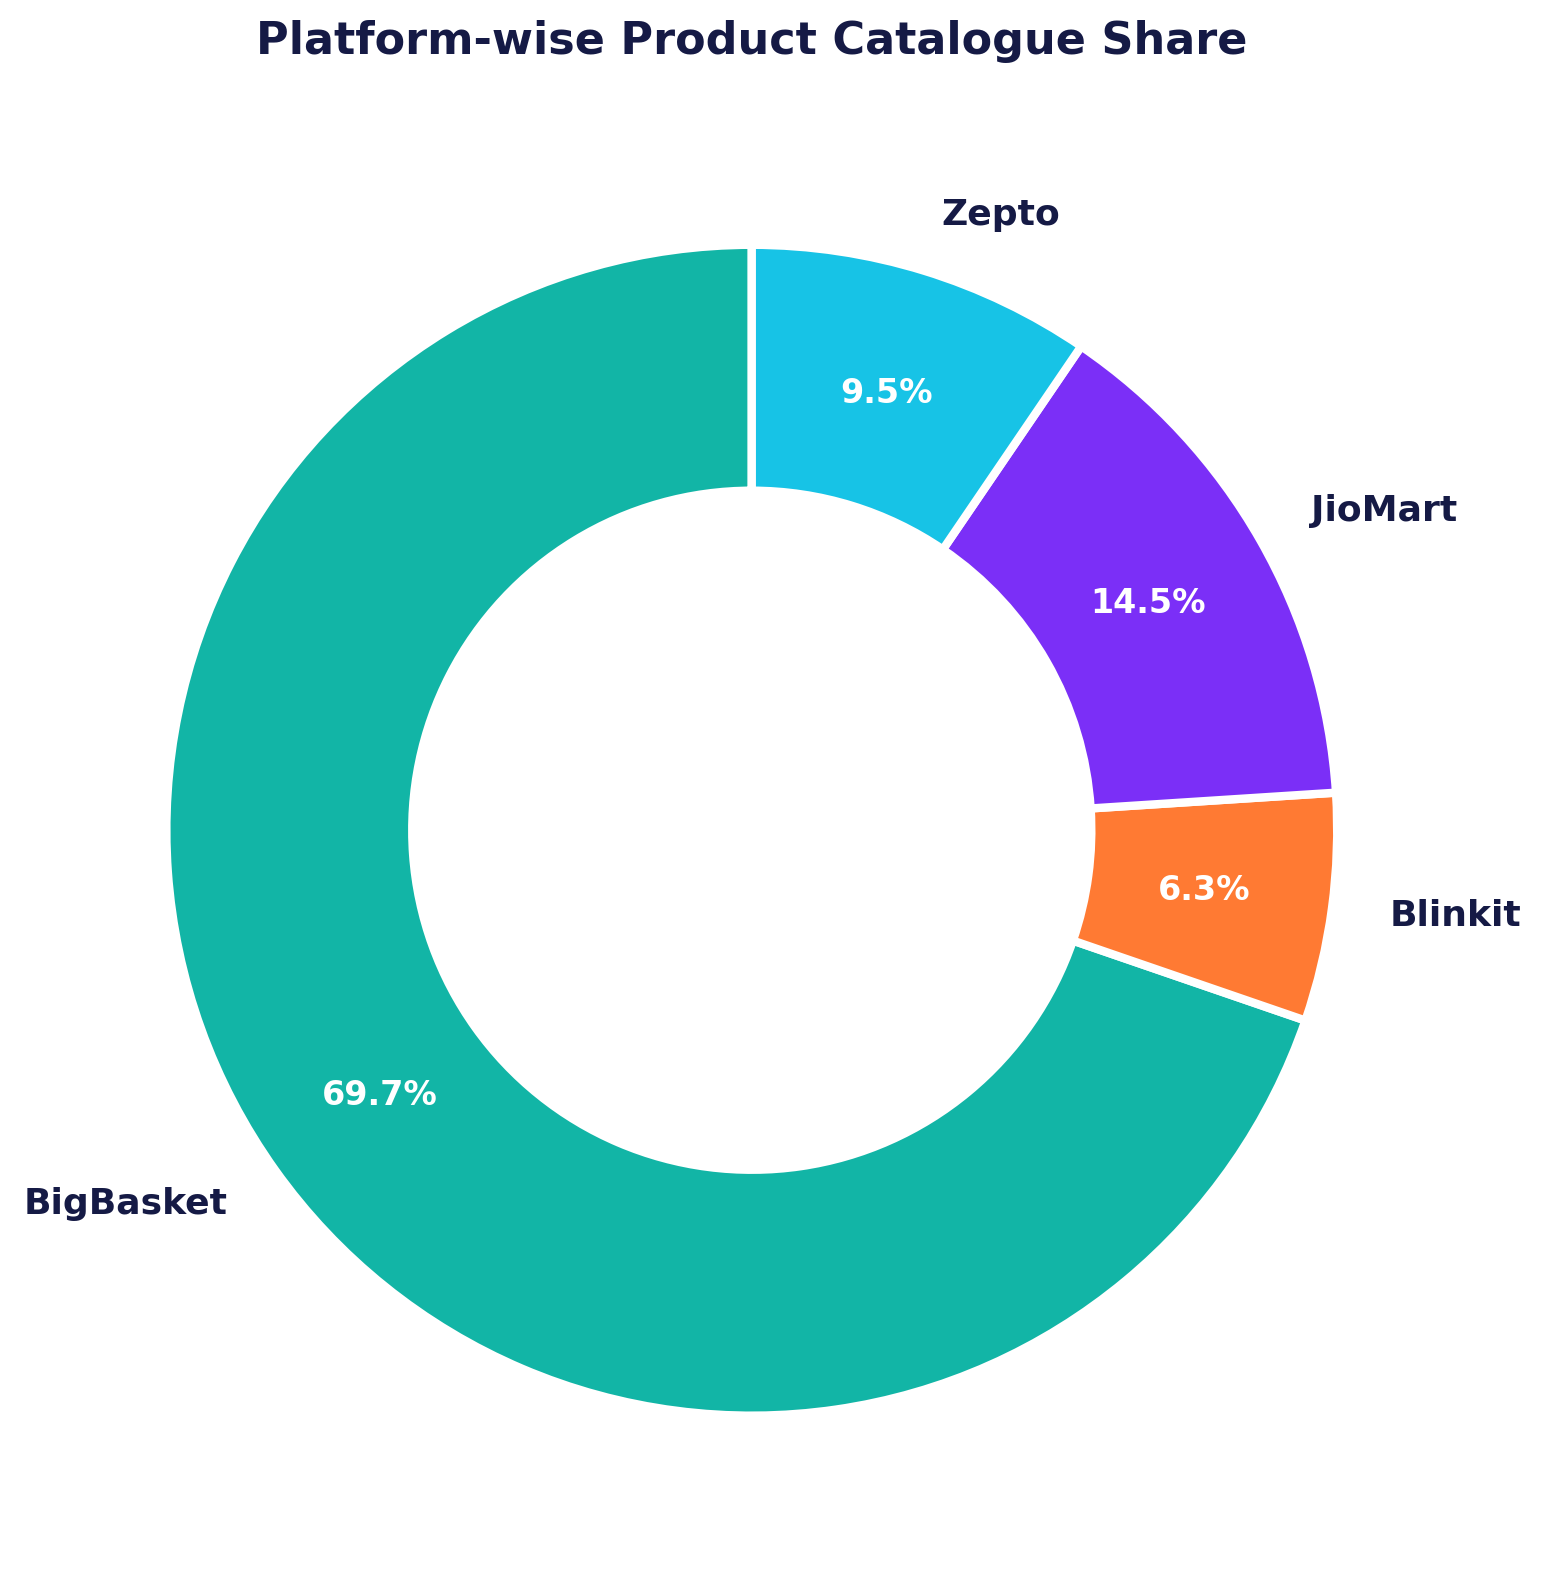 Platform-wise Product Catalogue Share
Zepto
9.5%
JioMart
14.5%
6.3%
Blinkit
69.7%
BigBasket